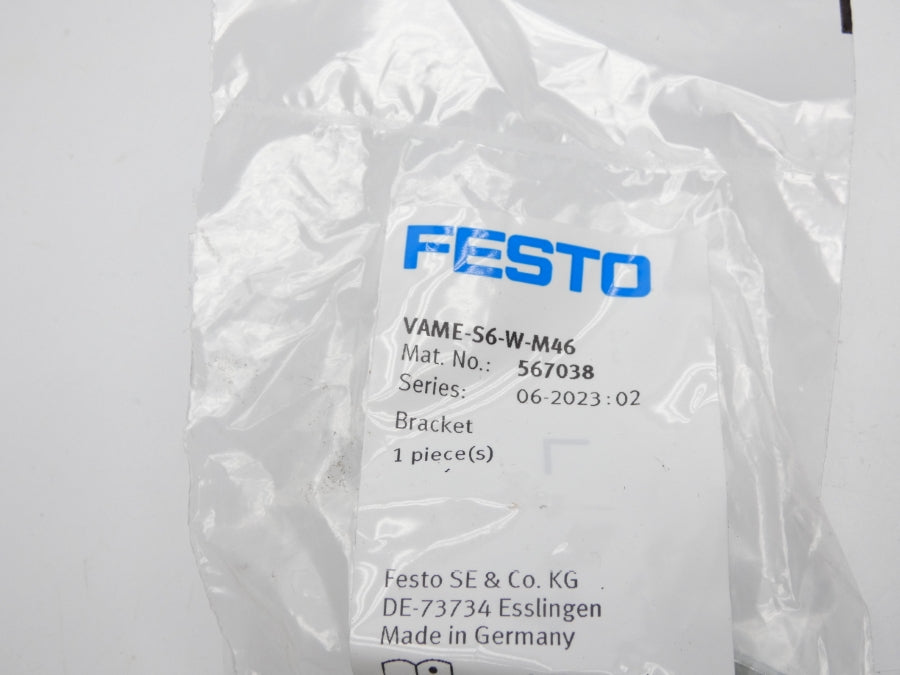 FESTO
VAME-S6-W-M46
Mat. No.: 567038
Series: 06-2023:02
Bracket
1 piece(s)
Festo SE & Co. KG
DE-73734 Esslingen
Made in Germany